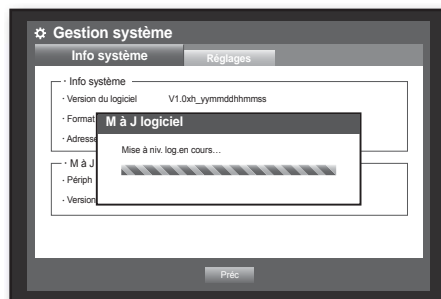 Gestion système
Info système
Réglages
· Info système
· Version du logiciel V1.0xh_yymmddhhmmss
· Format
· Adresse
M à J logiciel
Mise à niv. log.en cours…
· M à J
· Périph
· Version
Préc